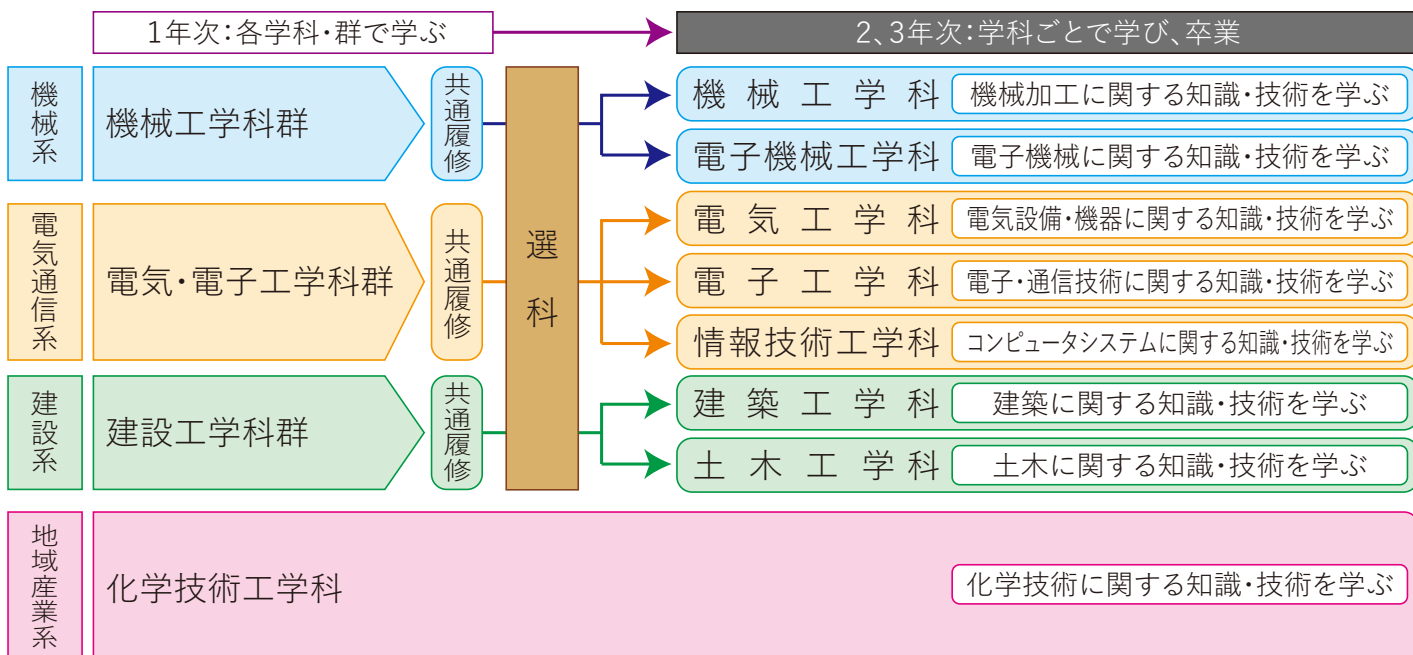 1年次：各学科・群で学ぶ
2、3年次：学科ごとで学び、卒業
機械系
機械工学科群
共通履修
選科
機械工学科
機械加工に関する知識・技術を学ぶ
電子機械工学科
電子機械に関する知識・技術を学ぶ
電気通信系
電気・電子工学科群
共通履修
電気工学科
電気設備・機器に関する知識・技術を学ぶ
電子工学科
電子・通信技術に関する知識・技術を学ぶ
情報技術工学科
コンピュータシステムに関する知識・技術を学ぶ
建設系
建設工学科群
共通履修
建築工学科
建築に関する知識・技術を学ぶ
土木工学科
土木に関する知識・技術を学ぶ
地域産業系
化学技術工学科
化学技術に関する知識・技術を学ぶ